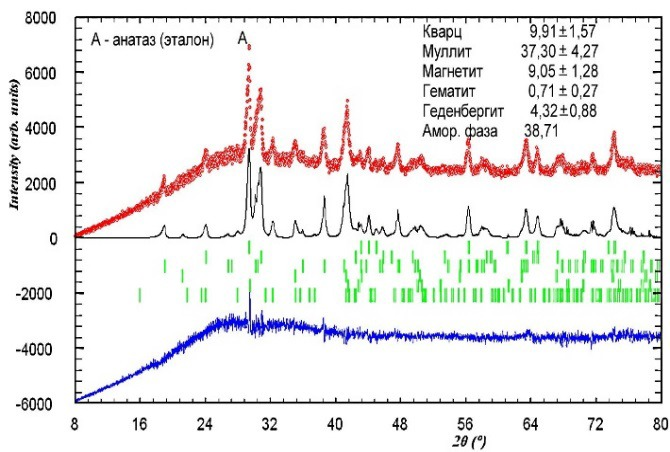 8000
6000
4000
2000
0
-2000
-4000
-6000
Intensity (arb. units)
А - анатаз (эталон)
А
Кварц 9,91±1,57
Муллит 37,30 ± 4,27
Магнетит 9,05 ± 1,28
Гематит 0,71 ± 0,27
Геденбергит 4,32±0,88
Амор. фаза 38,71
8 16 24 32 40 48 56 64 72 80
2θ (°)